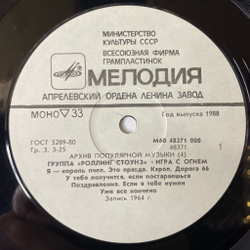 МИНИСТЕРСТВО
КУЛЬТУРЫ СССР
ВСЕСОЮЗНАЯ ФИРМА
ГРАМПЛАСТИНОК
МЕЛОДИЯ
АПРЕЛЕВСКИЙ ОРДЕНА ЛЕНИНА ЗАВОД
МОНО 33
Год выпуска 1988
ГОСТ 5289-80
М60 48371 000
Гр. 3. 3-25
48371 1
АРХИВ ПОПУЛЯРНОЙ МУЗЫКИ (4)
ГРУППА «РОЛЛИНГ СТОУНЗ» - ИГРА С ОГНЕМ
Я — король пчел. Это правда. Кэрол. Дорога 66
У тебя получится, если постараешься
Поздравления. Если я тебе нужен
Уже все кончено
Запись 1964 г.